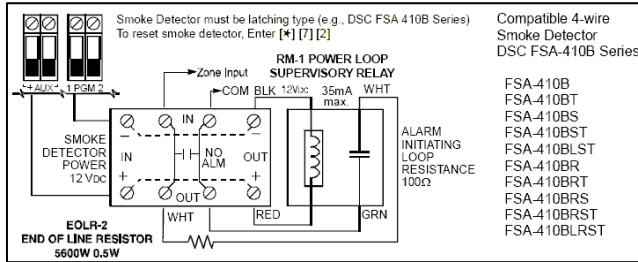 Smoke Detector must be latching type (e.g., DSC FSA 410B Series)
To reset smoke detector, Enter [★] [7] [2]
Compatible 4-wire
Smoke Detector
DSC FSA-410B Series
FSA-410B
FSA-410BT
FSA-410BS
FSA-410BST
FSA-410BLST
FSA-410BR
FSA-410BRT
FSA-410BRS
FSA-410BRST
FSA-410BLRST
+ AUX -
1 PGM 2
Zone Input
COM
RM-1 POWER LOOP
SUPERVISORY RELAY
BLK
12VDC
35mA
max.
WHT
SMOKE
DETECTOR
POWER
12 VDC
IN
IN
NO
ALM
OUT
OUT
ALARM
INITIATING
LOOP
RESISTANCE
100Ω
WHT
RED
GRN
EOLR-2
END OF LINE RESISTOR
5600W 0.5W